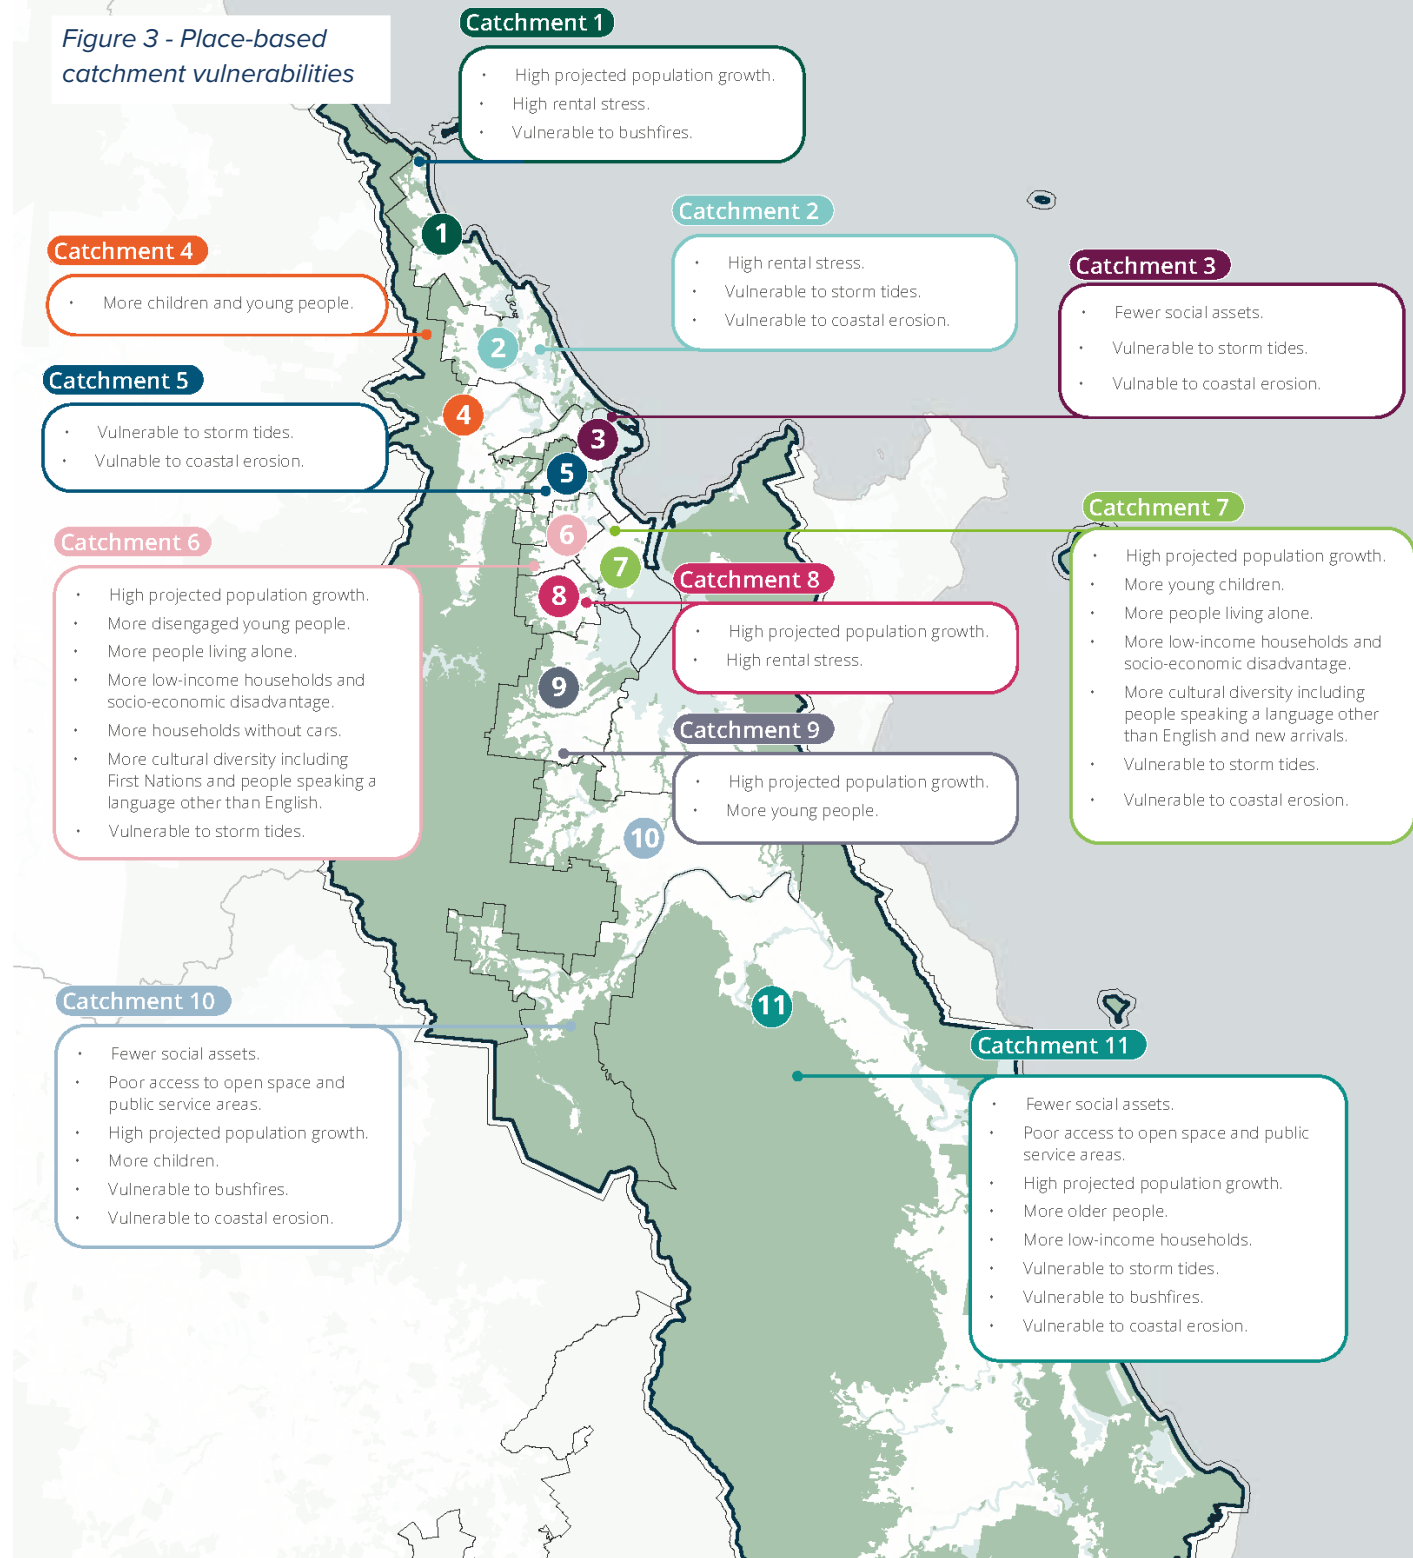 Figure 3 - Place-based
catchment vulnerabilities
Catchment 1
• High projected population growth.
• High rental stress.
• Vulnerable to bushfires.
Catchment 2
• High rental stress.
• Vulnerable to storm tides.
• Vulnerable to coastal erosion.
Catchment 3
• Fewer social assets.
• Vulnerable to storm tides.
• Vulnable to coastal erosion.
Catchment 4
• More children and young people.
Catchment 5
• Vulnerable to storm tides.
• Vulnable to coastal erosion.
Catchment 6
• High projected population growth.
• More disengaged young people.
• More people living alone.
• More low-income households and
socio-economic disadvantage.
• More households without cars.
• More cultural diversity including
First Nations and people speaking a
language other than English.
• Vulnerable to storm tides.
Catchment 7
• High projected population growth.
• More young children.
• More people living alone.
• More low-income households and
socio-economic disadvantage.
• More cultural diversity including
people speaking a language other
than English and new arrivals.
• Vulnerable to storm tides.
• Vulnerable to coastal erosion.
Catchment 8
• High projected population growth.
• High rental stress.
Catchment 9
• High projected population growth.
• More young people.
Catchment 10
• Fewer social assets.
• Poor access to open space and
public service areas.
• High projected population growth.
• More children.
• Vulnerable to bushfires.
• Vulnerable to coastal erosion.
Catchment 11
• Fewer social assets.
• Poor access to open space and public
service areas.
• High projected population growth.
• More older people.
• More low-income households.
• Vulnerable to storm tides.
• Vulnerable to bushfires.
• Vulnerable to coastal erosion.
1
2
3
4
5
6
7
8
9
10
11